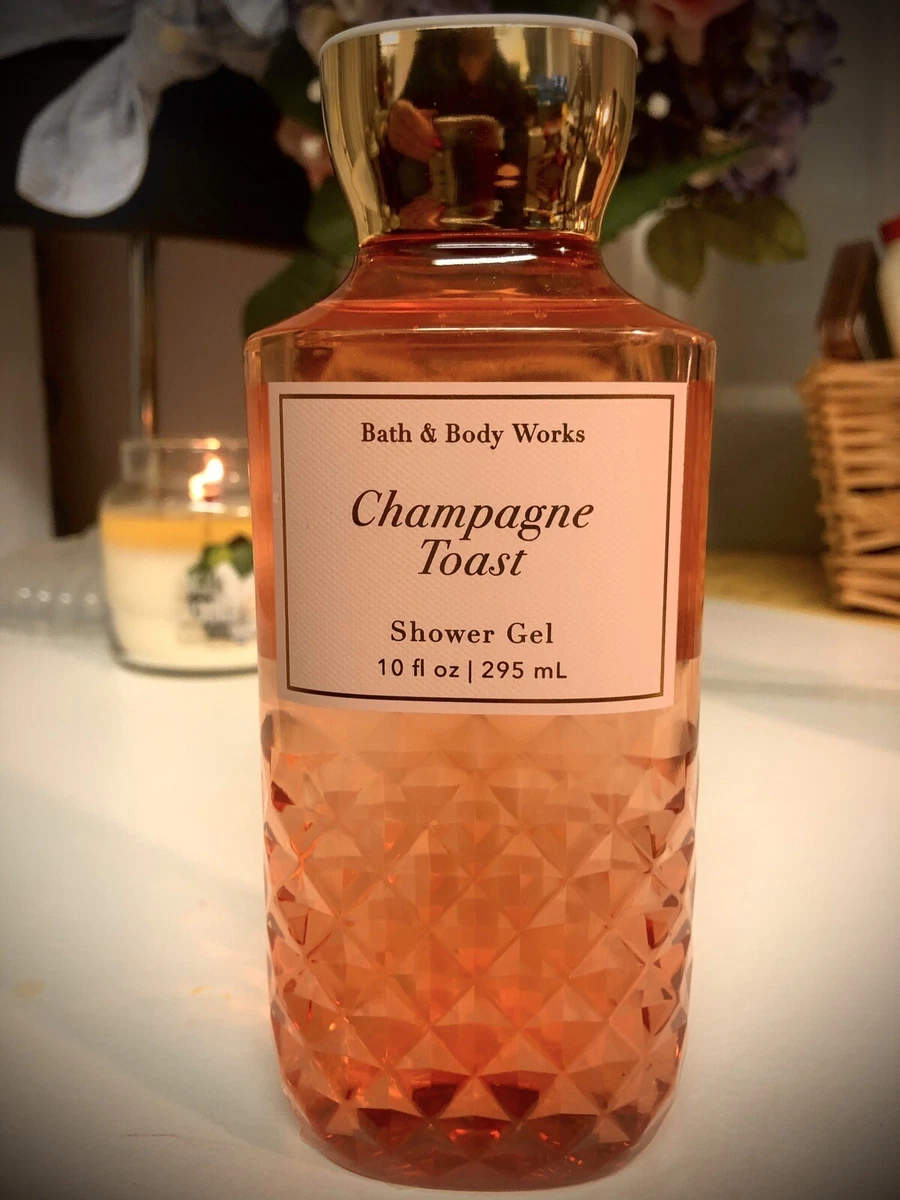 Bath & Body Works
Champagne
Toast
Shower Gel
10 fl oz | 295 mL